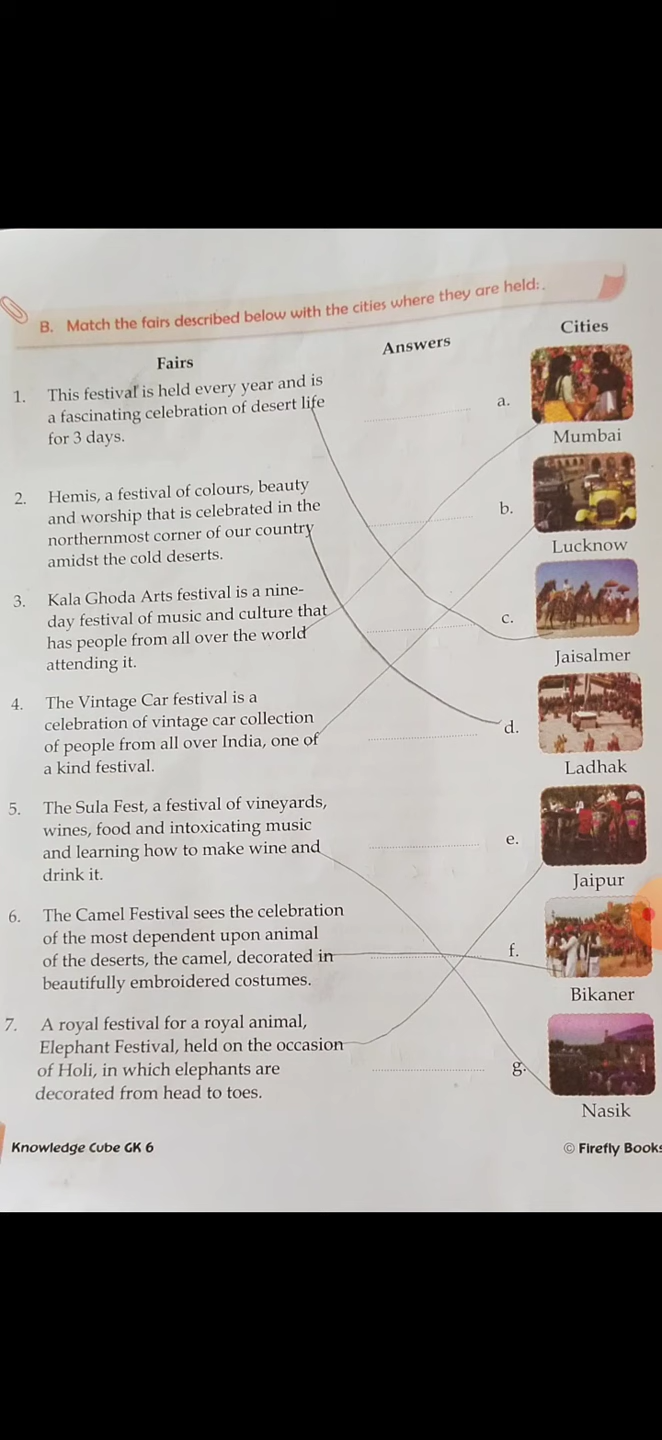 B. Match the fairs described below with the cities where they are held:.
Fairs
Answers
Cities
1. This festival is held every year and is
a fascinating celebration of desert life
for 3 days.
a.
Mumbai
2. Hemis, a festival of colours, beauty
and worship that is celebrated in the
northernmost corner of our country
amidst the cold deserts.
b.
Lucknow
3. Kala Ghoda Arts festival is a nine-
day festival of music and culture that
has people from all over the world
attending it.
c.
Jaisalmer
4. The Vintage Car festival is a
celebration of vintage car collection
of people from all over India, one of
a kind festival.
d.
Ladhak
5. The Sula Fest, a festival of vineyards,
wines, food and intoxicating music
and learning how to make wine and
drink it.
e.
Jaipur
6. The Camel Festival sees the celebration
of the most dependent upon animal
of the deserts, the camel, decorated in
beautifully embroidered costumes.
f.
Bikaner
7. A royal festival for a royal animal,
Elephant Festival, held on the occasion
of Holi, in which elephants are
decorated from head to toes.
g.
Nasik
Knowledge Cube GK 6
© Firefly Books